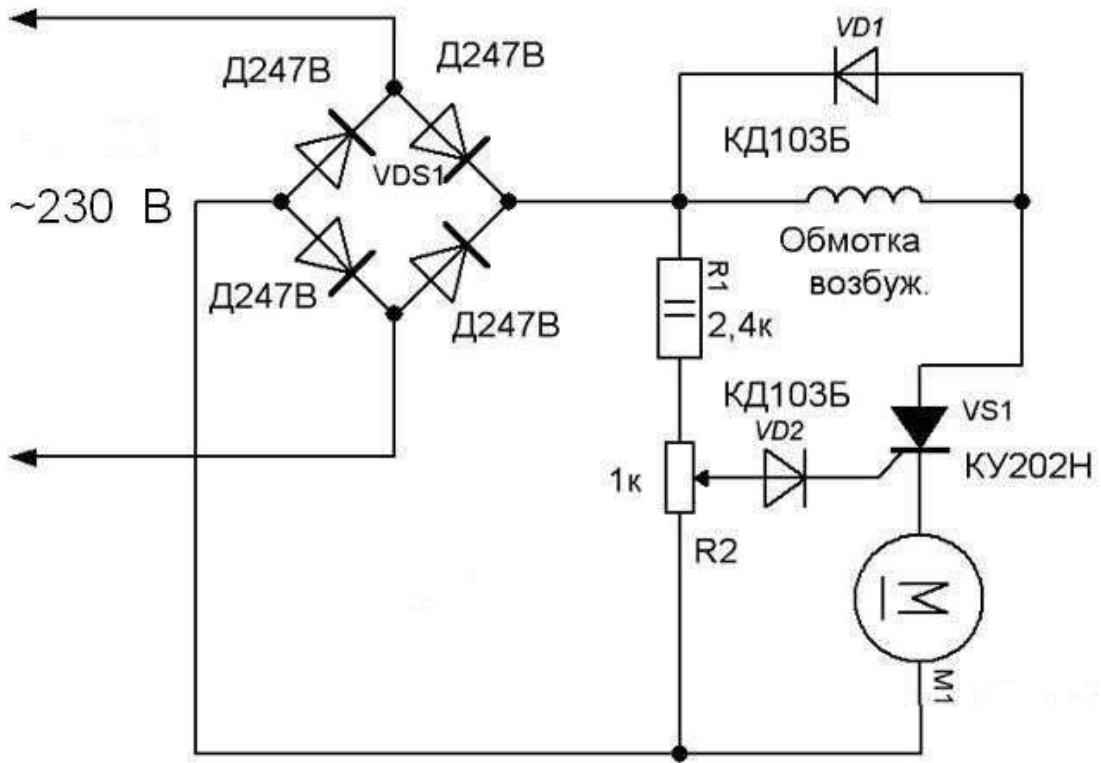 VD1
Д247В
Д247В
КД103Б
VDS1
~230 В
Обмотка
возбуж.
R1
2,4к
Д247В
Д247В
КД103Б
VD2
VS1
КУ202Н
1к
R2
M
M1